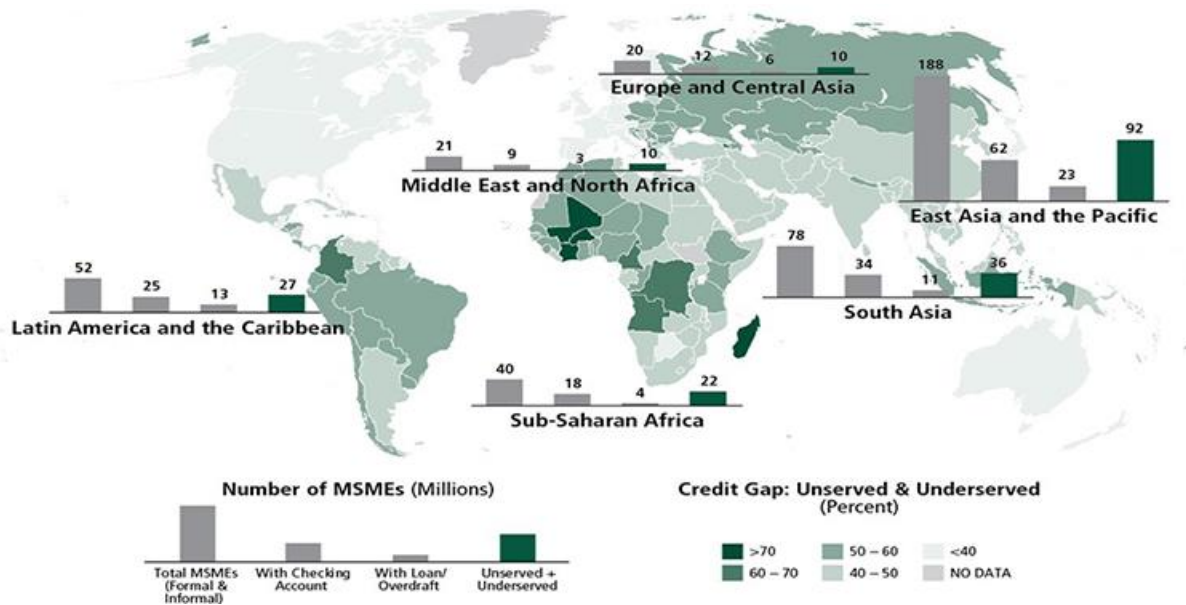 20 12 6 10
Europe and Central Asia
188 62 23 92
East Asia and the Pacific
21 9 3 10
Middle East and North Africa
78 34 11 36
South Asia
52 25 13 27
Latin America and the Caribbean
40 18 4 22
Sub-Saharan Africa
Number of MSMEs (Millions)
Total MSMEs
(Formal &
Informal)
With Checking
Account
With Loan/
Overdraft
Unserved +
Underserved
Credit Gap: Unserved & Underserved
(Percent)
>70 50 – 60 <40
60 – 70 40 – 50 NO DATA